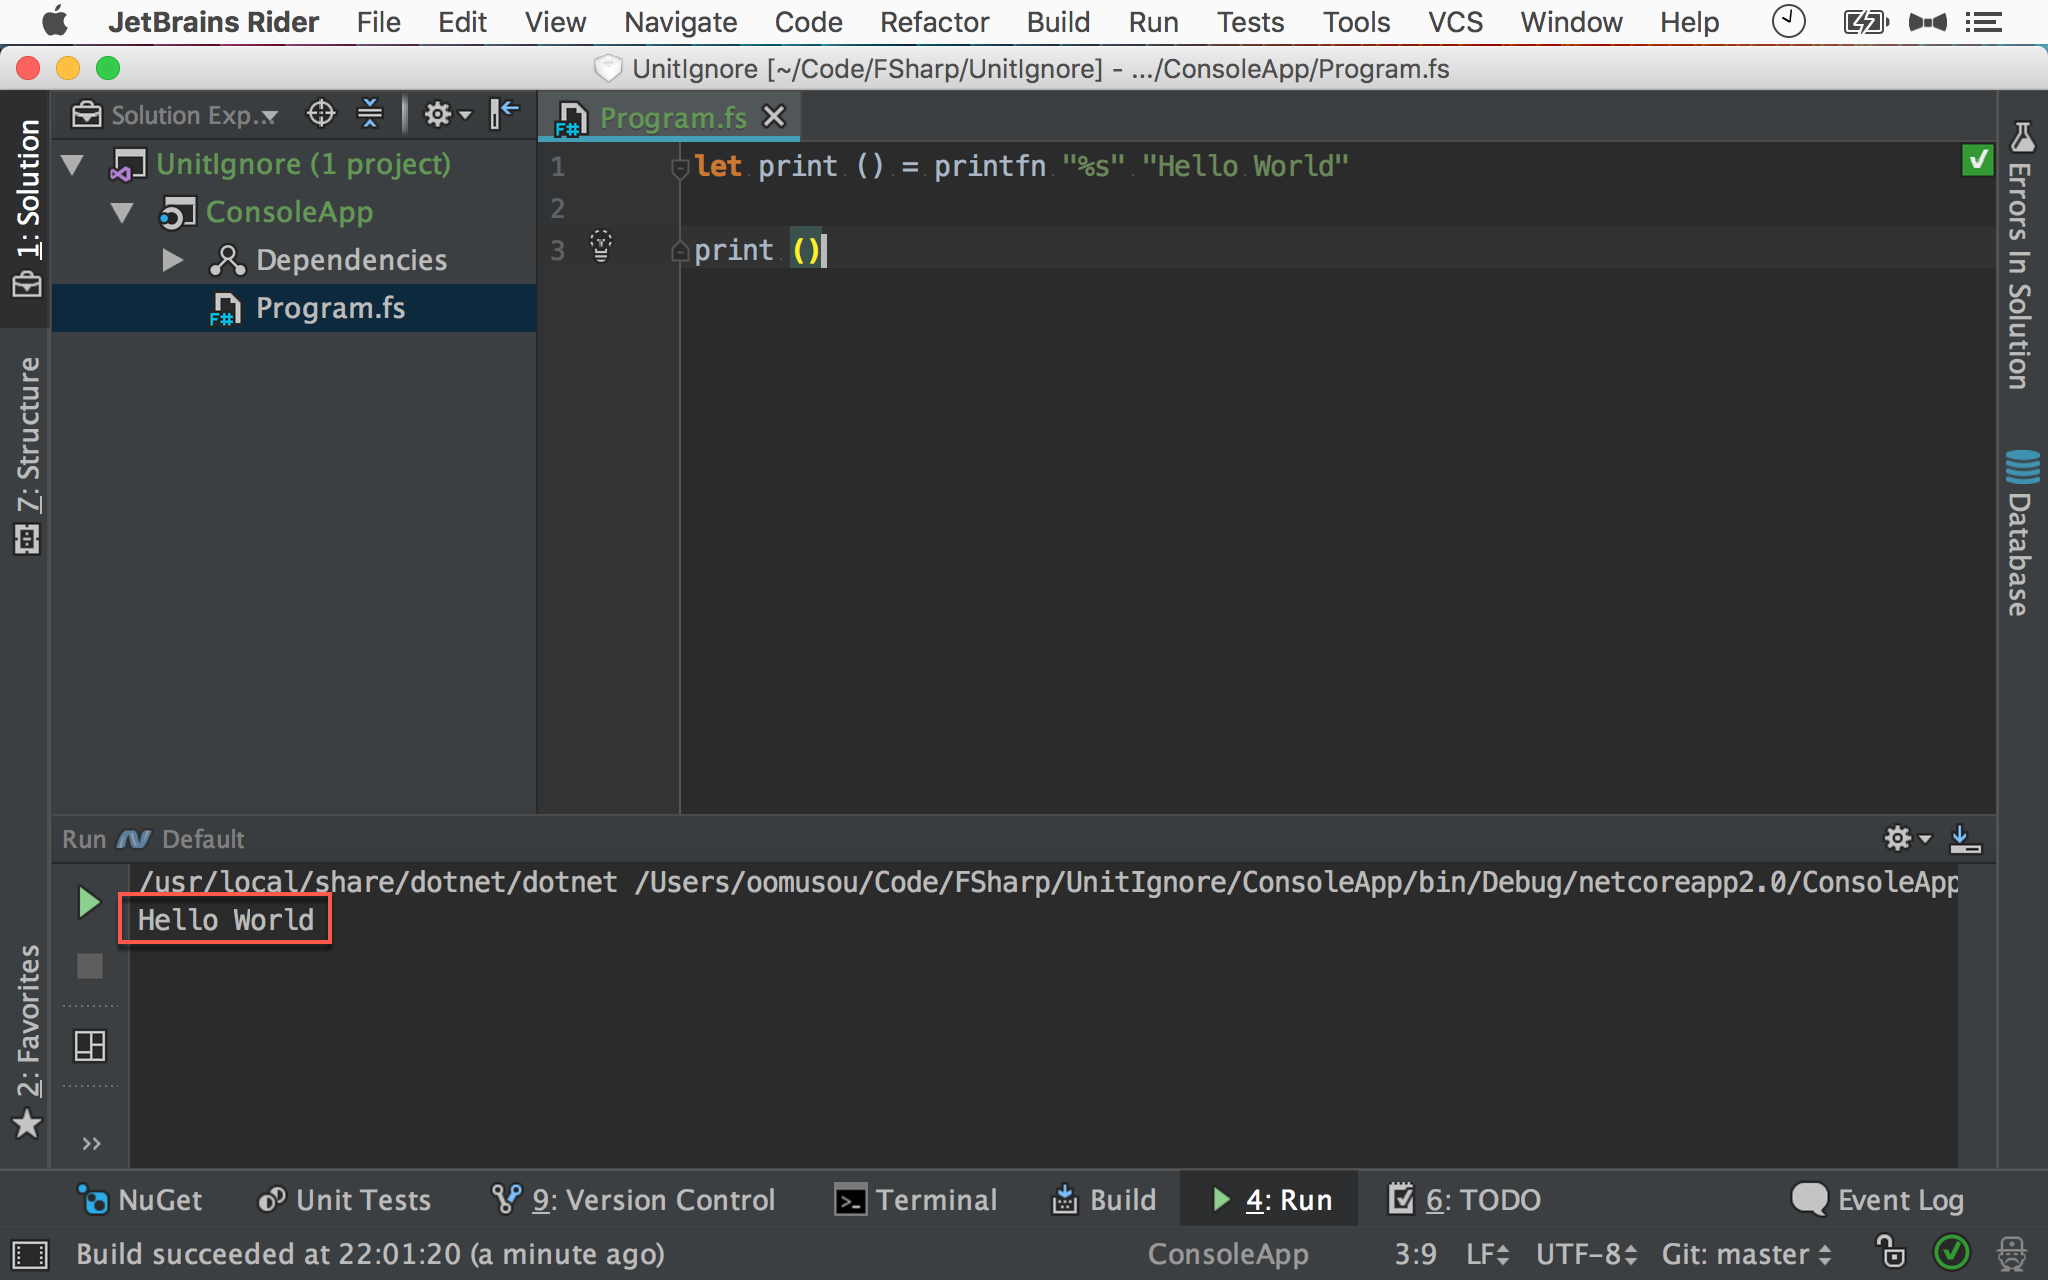 JetBrains Rider File Edit View Navigate Code Refactor Build Run Tests Tools VCS Window Help
UnitIgnore [~/Code/FSharp/UnitIgnore] - .../ConsoleApp/Program.fs
Solution Exp...
Program.fs
1: Solution
7: Structure
2: Favorites
UnitIgnore (1 project)
ConsoleApp
Dependencies
F# Program.fs
1 let print () = printfn "%s" "Hello World"
2
3 print ()
Errors In Solution
Database
Run Default
/usr/local/share/dotnet/dotnet /Users/oomusou/Code/FSharp/UnitIgnore/ConsoleApp/bin/Debug/netcoreapp2.0/ConsoleApp
Hello World
NuGet Unit Tests 9: Version Control Terminal Build 4: Run 6: TODO Event Log
Build succeeded at 22:01:20 (a minute ago) ConsoleApp 3:9 LF UTF-8 Git: master